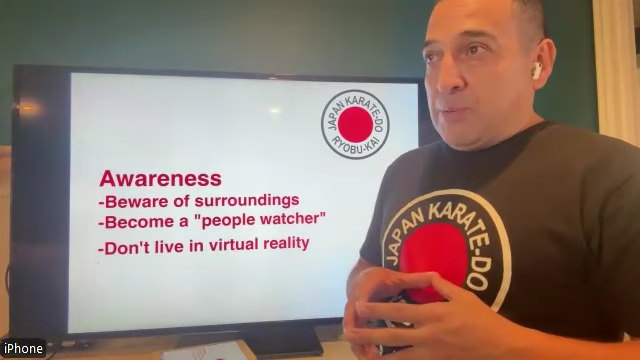 JAPAN KARATE-DO
RYOBU-KAI
Awareness
-Beware of surroundings
-Become a "people watcher"
-Don't live in virtual reality
JAPAN KARATE-DO
iPhone